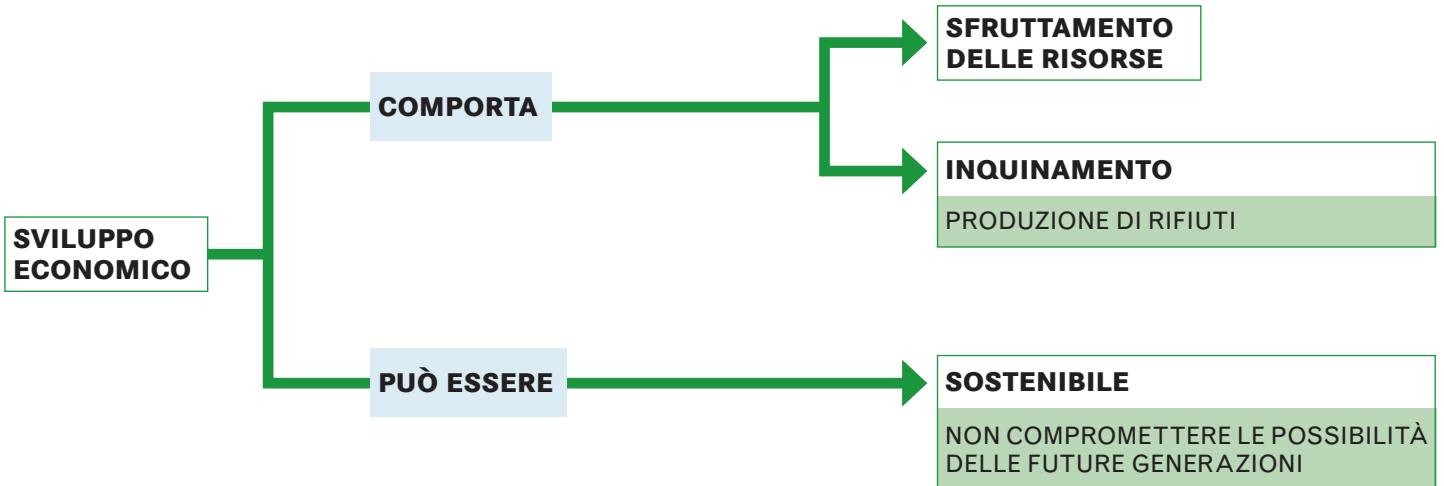 SVILUPPO
ECONOMICO
COMPORTA
SFRUTTAMENTO
DELLE RISORSE
INQUINAMENTO
PRODUZIONE DI RIFIUTI
PUÒ ESSERE
SOSTENIBILE
NON COMPROMETTERE LE POSSIBILITÀ
DELLE FUTURE GENERAZIONI